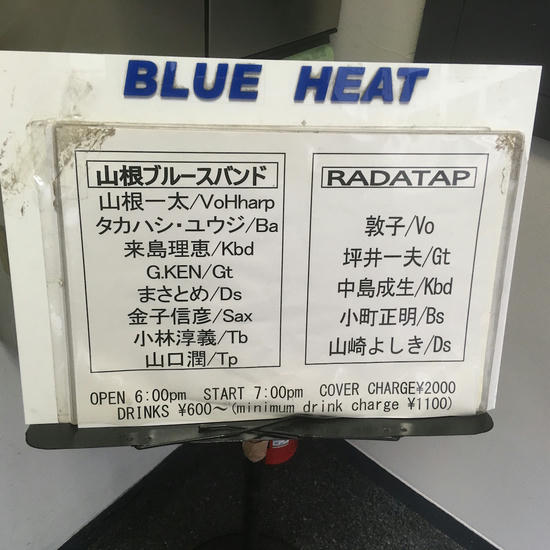 BLUE HEAT
山根ブルースバンド
山根一太/VoHharp
タカハシ・ユウジ/Ba
来島理恵/Kbd
G.KEN/Gt
まさとめ/Ds
金子信彦/Sax
小林淳義/Tb
山口潤/Tp
RADATAP
敦子/Vo
坪井一夫/Gt
中島成生/Kbd
小町正明/Bs
山崎よしき/Ds
OPEN 6:00pm START 7:00pm COVER CHARGE¥2000
DRINKS ¥600～(minimum drink charge ¥1100)